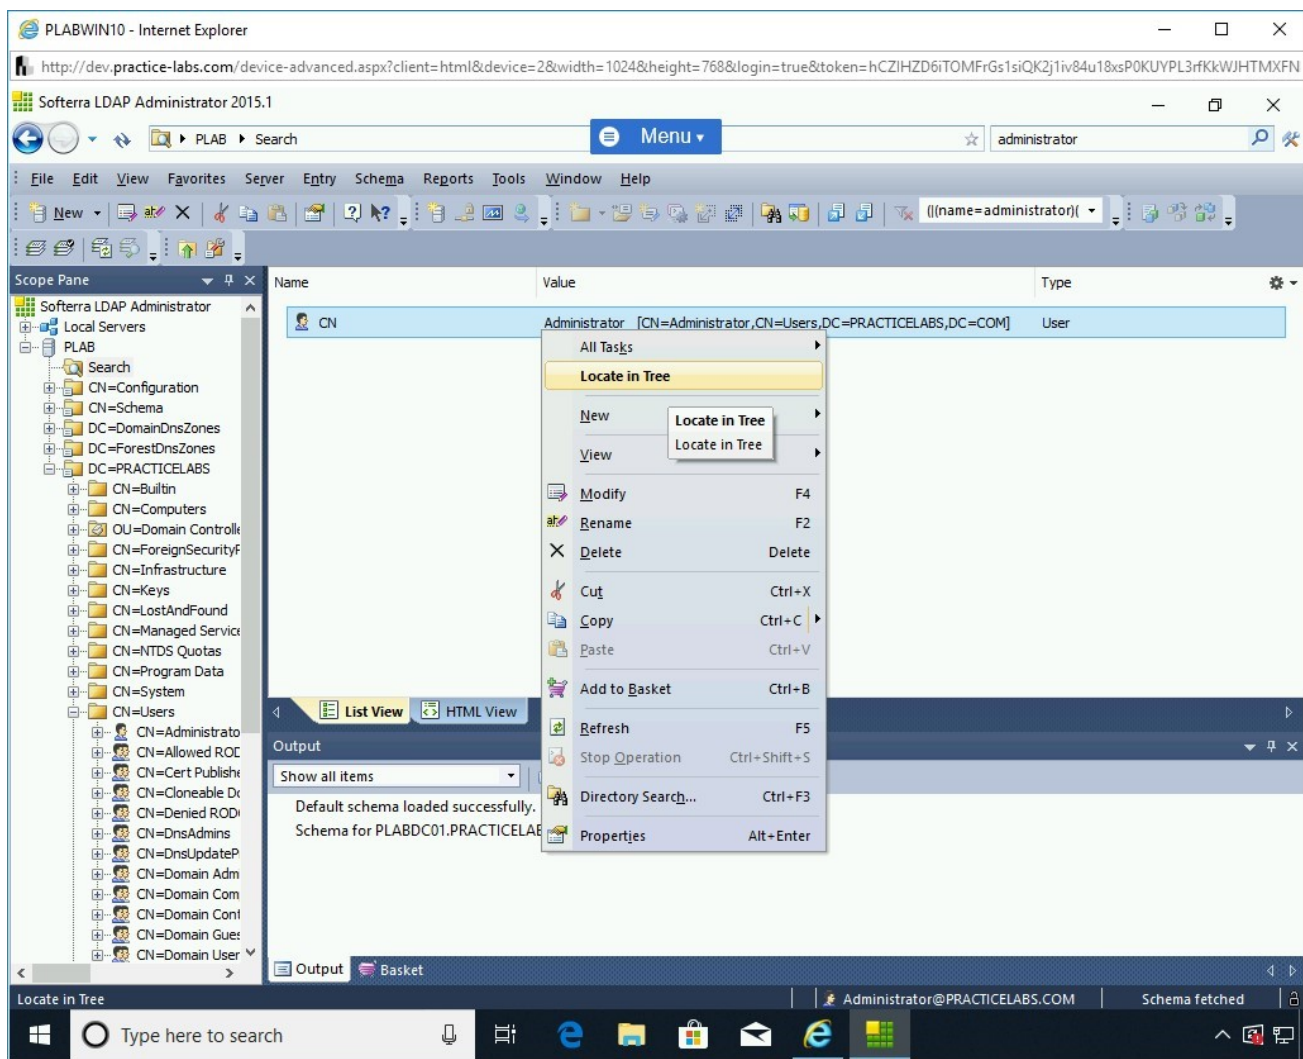 PLABWIN10 - Internet Explorer
http://dev.practice-labs.com/device-advanced.aspx?client=html&device=2&width=1024&height=768&login=true&token=hCZIHZD6iTOMFrGs1siQK2j1iv84u18xsP0KUYPL3rfKkWJHTMXFN
Softerra LDAP Administrator 2015.1
PLAB Search
Menu
administrator
File Edit View Favorites Server Entry Schema Reports Tools Window Help
New
(|(name=administrator)(
Scope Pane
Name Value Type
Softerra LDAP Administrator
Local Servers
PLAB
Search
CN=Configuration
CN=Schema
DC=DomainDnsZones
DC=ForestDnsZones
DC=PRACTICELABS
CN=Builtin
CN=Computers
OU=Domain Controlle
CN=ForeignSecurityP
CN=Infrastructure
CN=Keys
CN=LostAndFound
CN=Managed Service
CN=NTDS Quotas
CN=Program Data
CN=System
CN=Users
CN=Administrato
CN=Allowed ROD
CN=Cert Publishe
CN=Cloneable Do
CN=Denied ROD
CN=DnsAdmins
CN=DnsUpdateP
CN=Domain Adm
CN=Domain Com
CN=Domain Cont
CN=Domain Gues
CN=Domain User
CN Administrator [CN=Administrator,CN=Users,DC=PRACTICELABS,DC=COM] User
All Tasks
Locate in Tree
New
Locate in Tree
Locate in Tree
View
Modify F4
Rename F2
Delete Delete
Cut Ctrl+X
Copy Ctrl+C
Paste Ctrl+V
Add to Basket Ctrl+B
Refresh F5
Stop Operation Ctrl+Shift+S
Directory Search... Ctrl+F3
Properties Alt+Enter
List View HTML View
Output
Show all items
Default schema loaded successfully.
Schema for PLABDC01.PRACTICELAB
Output Basket
Locate in Tree
Administrator@PRACTICELABS.COM Schema fetched
Type here to search